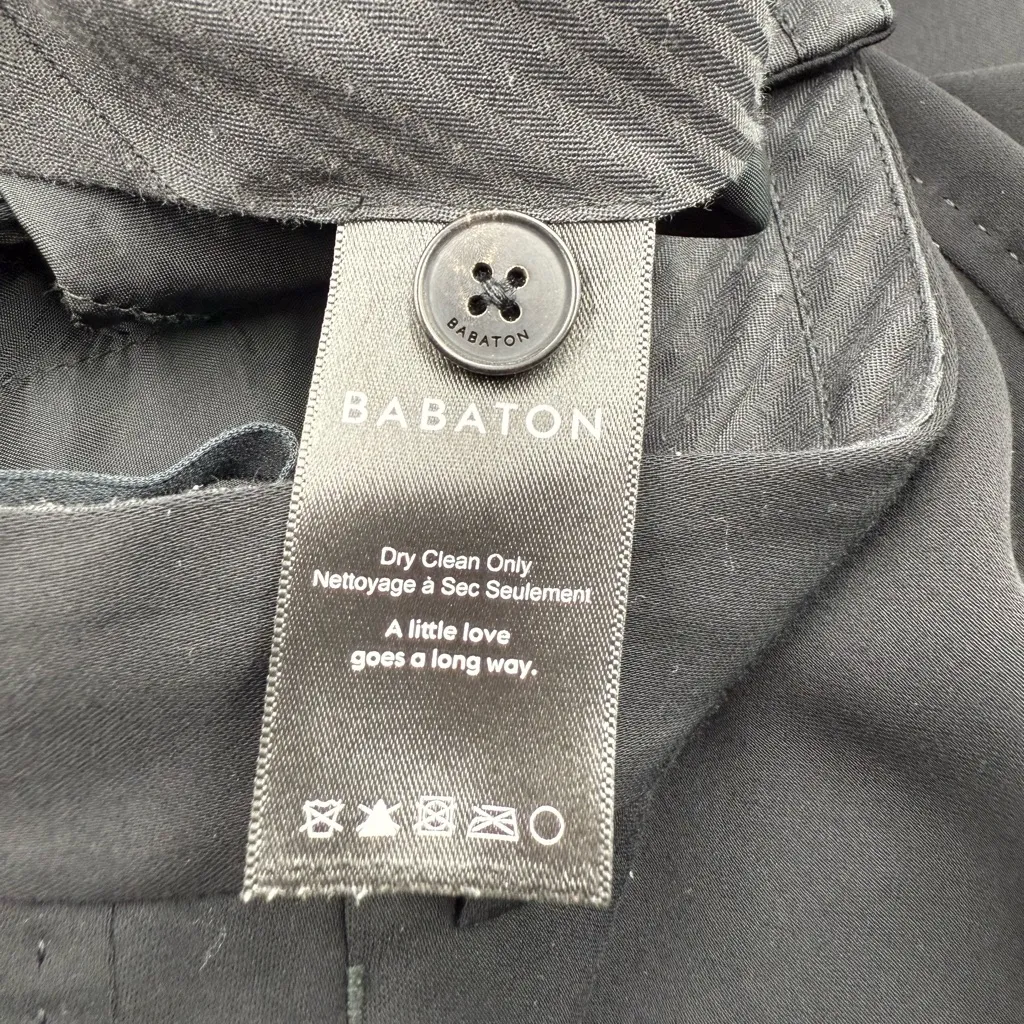 BABATON
BABATON
Dry Clean Only
Nettoyage à Sec Seulement
A little love
goes a long way.